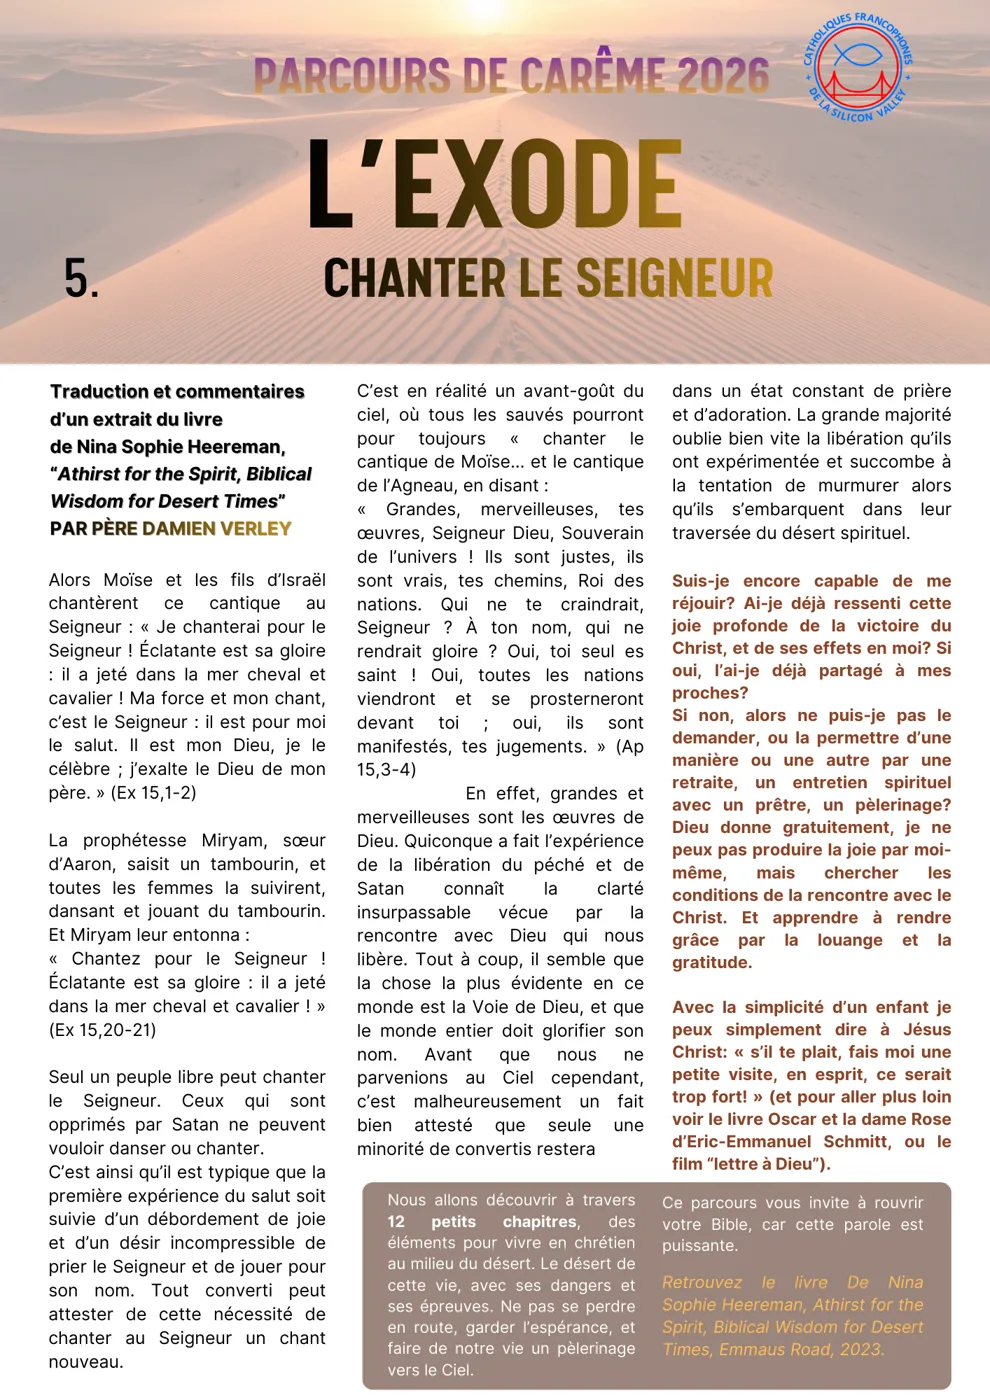 PARCOURS DE CARÊME 2026
CATHOLIQUES FRANCOPHONES
DE LA SILICON VALLEY
L'EXODE
5.
CHANTER LE SEIGNEUR
Traduction et commentaires
d'un extrait du livre
de Nina Sophie Heereman,
“Athirst for the Spirit, Biblical
Wisdom for Desert Times”
PAR PÈRE DAMIEN VERLEY
Alors Moïse et les fils d'Israël
chantèrent ce cantique au
Seigneur : « Je chanterai pour le
Seigneur ! Éclatante est sa gloire
: il a jeté dans la mer cheval et
cavalier ! Ma force et mon chant,
c'est le Seigneur : il est pour moi
le salut. Il est mon Dieu, je le
célèbre ; j'exalte le Dieu de mon
père. » (Ex 15,1-2)
La prophétesse Miryam, sœur
d'Aaron, saisit un tambourin, et
toutes les femmes la suivirent,
dansant et jouant du tambourin.
Et Miryam leur entonna :
« Chantez pour le Seigneur !
Éclatante est sa gloire : il a jeté
dans la mer cheval et cavalier ! »
(Ex 15,20-21)
Seul un peuple libre peut chanter
le Seigneur. Ceux qui sont
opprimés par Satan ne peuvent
vouloir danser ou chanter.
C'est ainsi qu'il est typique que la
première expérience du salut soit
suivie d'un débordement de joie
et d'un désir incompressible de
prier le Seigneur et de jouer pour
son nom. Tout converti peut
attester de cette nécessité de
chanter au Seigneur un chant
nouveau.
C'est en réalité un avant-goût du
ciel, où tous les sauvés pourront
pour toujours « chanter le
cantique de Moïse... et le cantique
de l'Agneau, en disant :
« Grandes, merveilleuses, tes
œuvres, Seigneur Dieu, Souverain
de l'univers ! Ils sont justes, ils
sont vrais, tes chemins, Roi des
nations. Qui ne te craindrait,
Seigneur ? À ton nom, qui ne
rendrait gloire ? Oui, toi seul es
saint ! Oui, toutes les nations
viendront et se prosterneront
devant toi ; oui, ils sont
manifestés, tes jugements. » (Ap
15,3-4)
En effet, grandes et
merveilleuses sont les œuvres de
Dieu. Quiconque a fait l'expérience
de la libération du péché et de
Satan connaît la clarté
insurpassable vécue par la
rencontre avec Dieu qui nous
libère. Tout à coup, il semble que
la chose la plus évidente en ce
monde est la Voie de Dieu, et que
le monde entier doit glorifier son
nom. Avant que nous ne
parvenions au Ciel cependant,
c'est malheureusement un fait
bien attesté que seule une
minorité de convertis restera
dans un état constant de prière
et d'adoration. La grande majorité
oublie bien vite la libération qu'ils
ont expérimentée et succombe à
la tentation de murmurer alors
qu'ils s'embarquent dans leur
traversée du désert spirituel.
Suis-je encore capable de me
réjouir? Ai-je déjà ressenti cette
joie profonde de la victoire du
Christ, et de ses effets en moi? Si
oui, l'ai-je déjà partagé à mes
proches?
Si non, alors ne puis-je pas le
demander, ou la permettre d'une
manière ou une autre par une
retraite, un entretien spirituel
avec un prêtre, un pèlerinage?
Dieu donne gratuitement, je ne
peux pas produire la joie par moi-
même, mais chercher les
conditions de la rencontre avec le
Christ. Et apprendre à rendre
grâce par la louange et la
gratitude.
Avec la simplicité d'un enfant je
peux simplement dire à Jésus
Christ: « s'il te plait, fais moi une
petite visite, en esprit, ce serait
trop fort! » (et pour aller plus loin
voir le livre Oscar et la dame Rose
d'Eric-Emmanuel Schmitt, ou le
film “lettre à Dieu”).
Nous allons découvrir à travers
12 petits chapitres, des
éléments pour vivre en chrétien
au milieu du désert. Le désert de
cette vie, avec ses dangers et
ses épreuves. Ne pas se perdre
en route, garder l'espérance, et
faire de notre vie un pèlerinage
vers le Ciel.
Ce parcours vous invite à rouvrir
votre Bible, car cette parole est
puissante.
Retrouvez le livre De Nina
Sophie Heereman, Athirst for the
Spirit, Biblical Wisdom for Desert
Times, Emmaus Road, 2023.